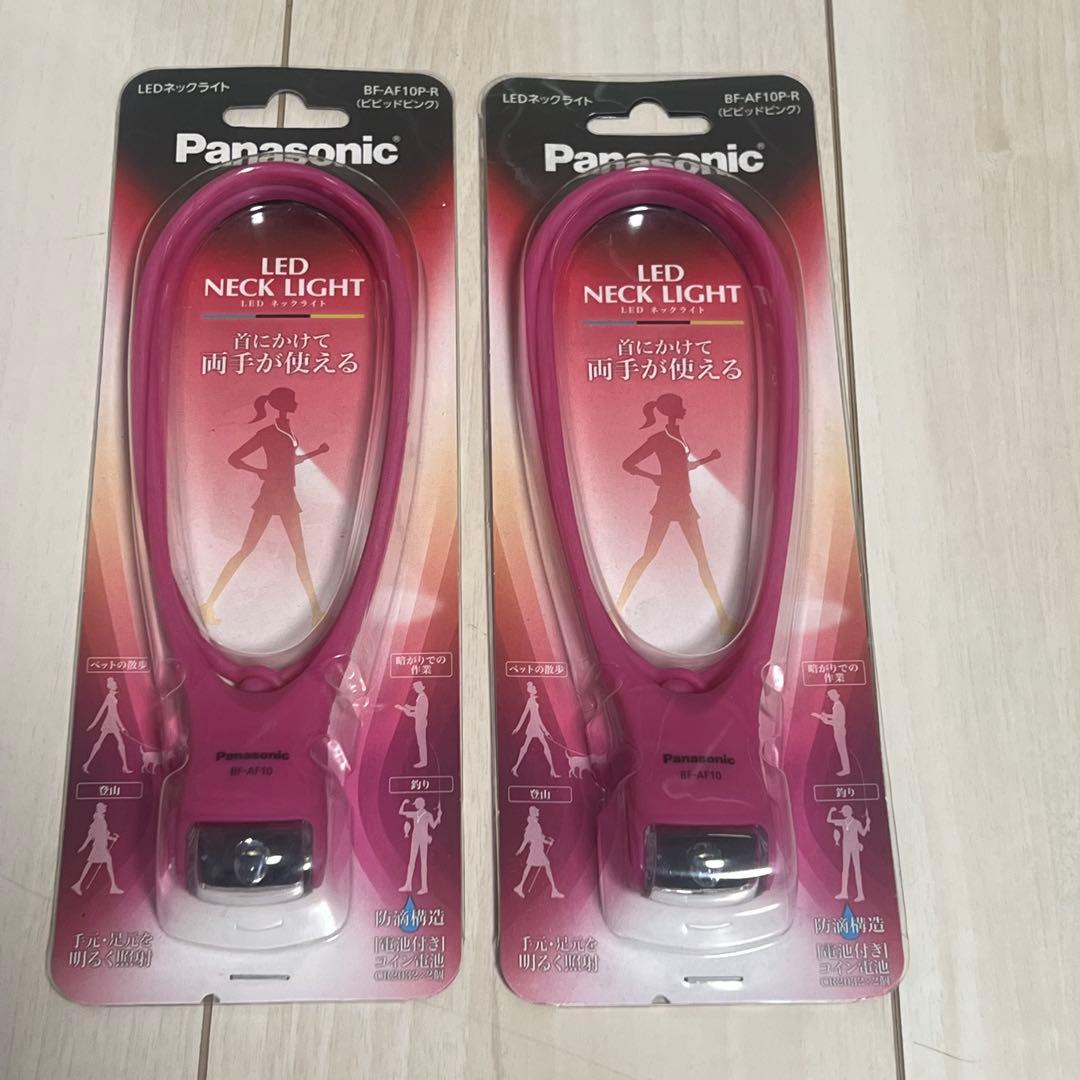 LEDネックライト
BF-AF10P-R
(ビビッドピンク)
Panasonic
LED
NECK LIGHT
LED ネックライト
首にかけて
両手が使える
ペットの散歩
暗がりでの
作業
Panasonic
BF-AF10
登山
釣り
手元・足元を
明るく照射
防滴構造
電池付き
コイン電池
CR2032×2個
LEDネックライト
BF-AF10P-R
(ビビッドピンク)
Panasonic
LED
NECK LIGHT
LED ネックライト
首にかけて
両手が使える
ペットの散歩
暗がりでの
作業
Panasonic
BF-AF10
登山
釣り
手元・足元を
明るく照射
防滴構造
電池付き
コイン電池
CR2032×2個